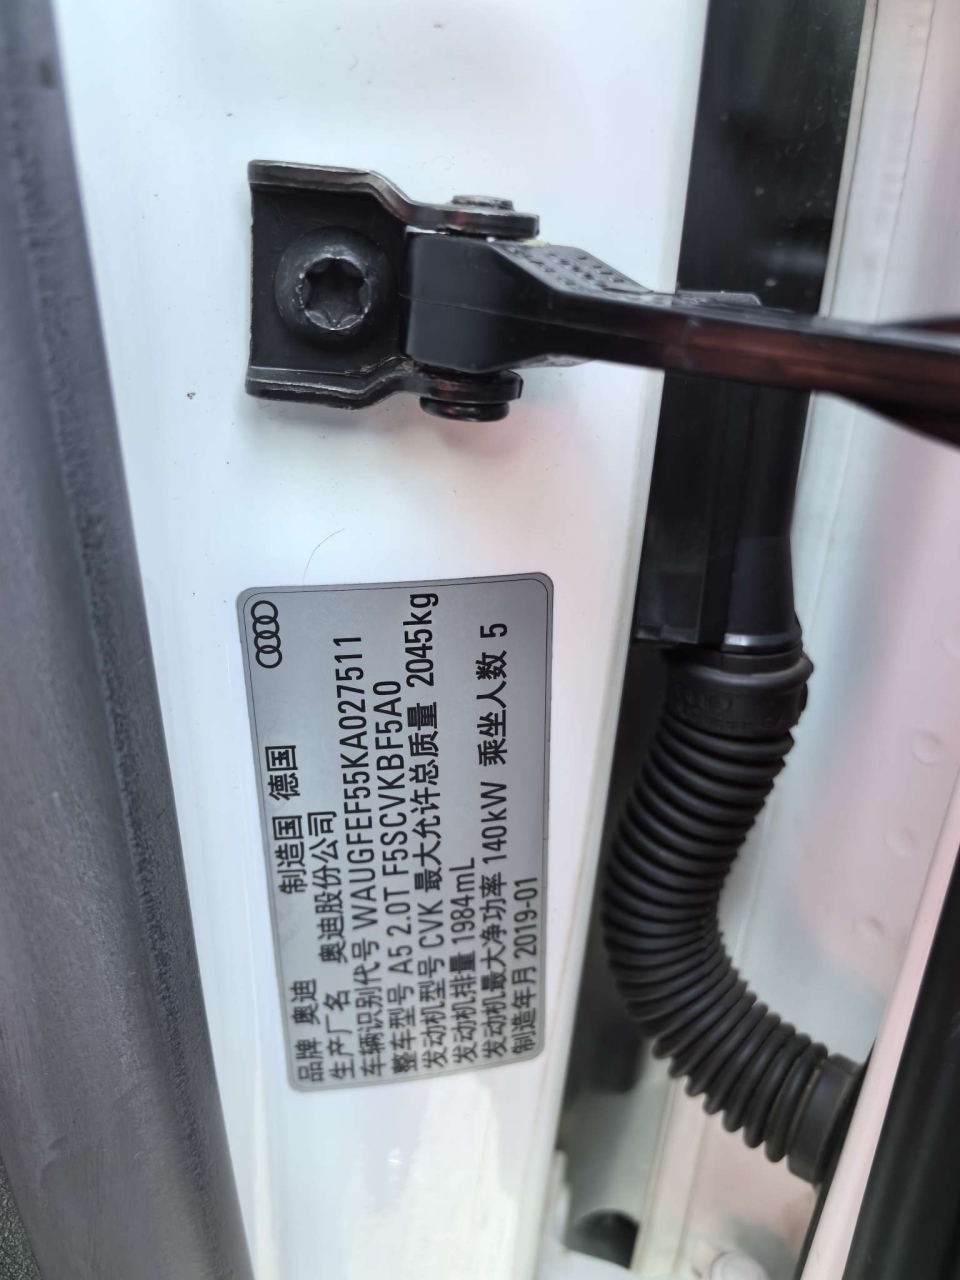 品牌 奥迪 制造国 德国
生产厂名 奥迪股份公司
车辆识别代号 WAUGFEF55KA027511
整车型号 A5 2.0T F5SCVKBF5A0
发动机型号 CVK 最大允许总质量 2045kg
发动机排量 1984mL
发动机最大净功率 140kW 乘坐人数 5
制造年月 2019-01